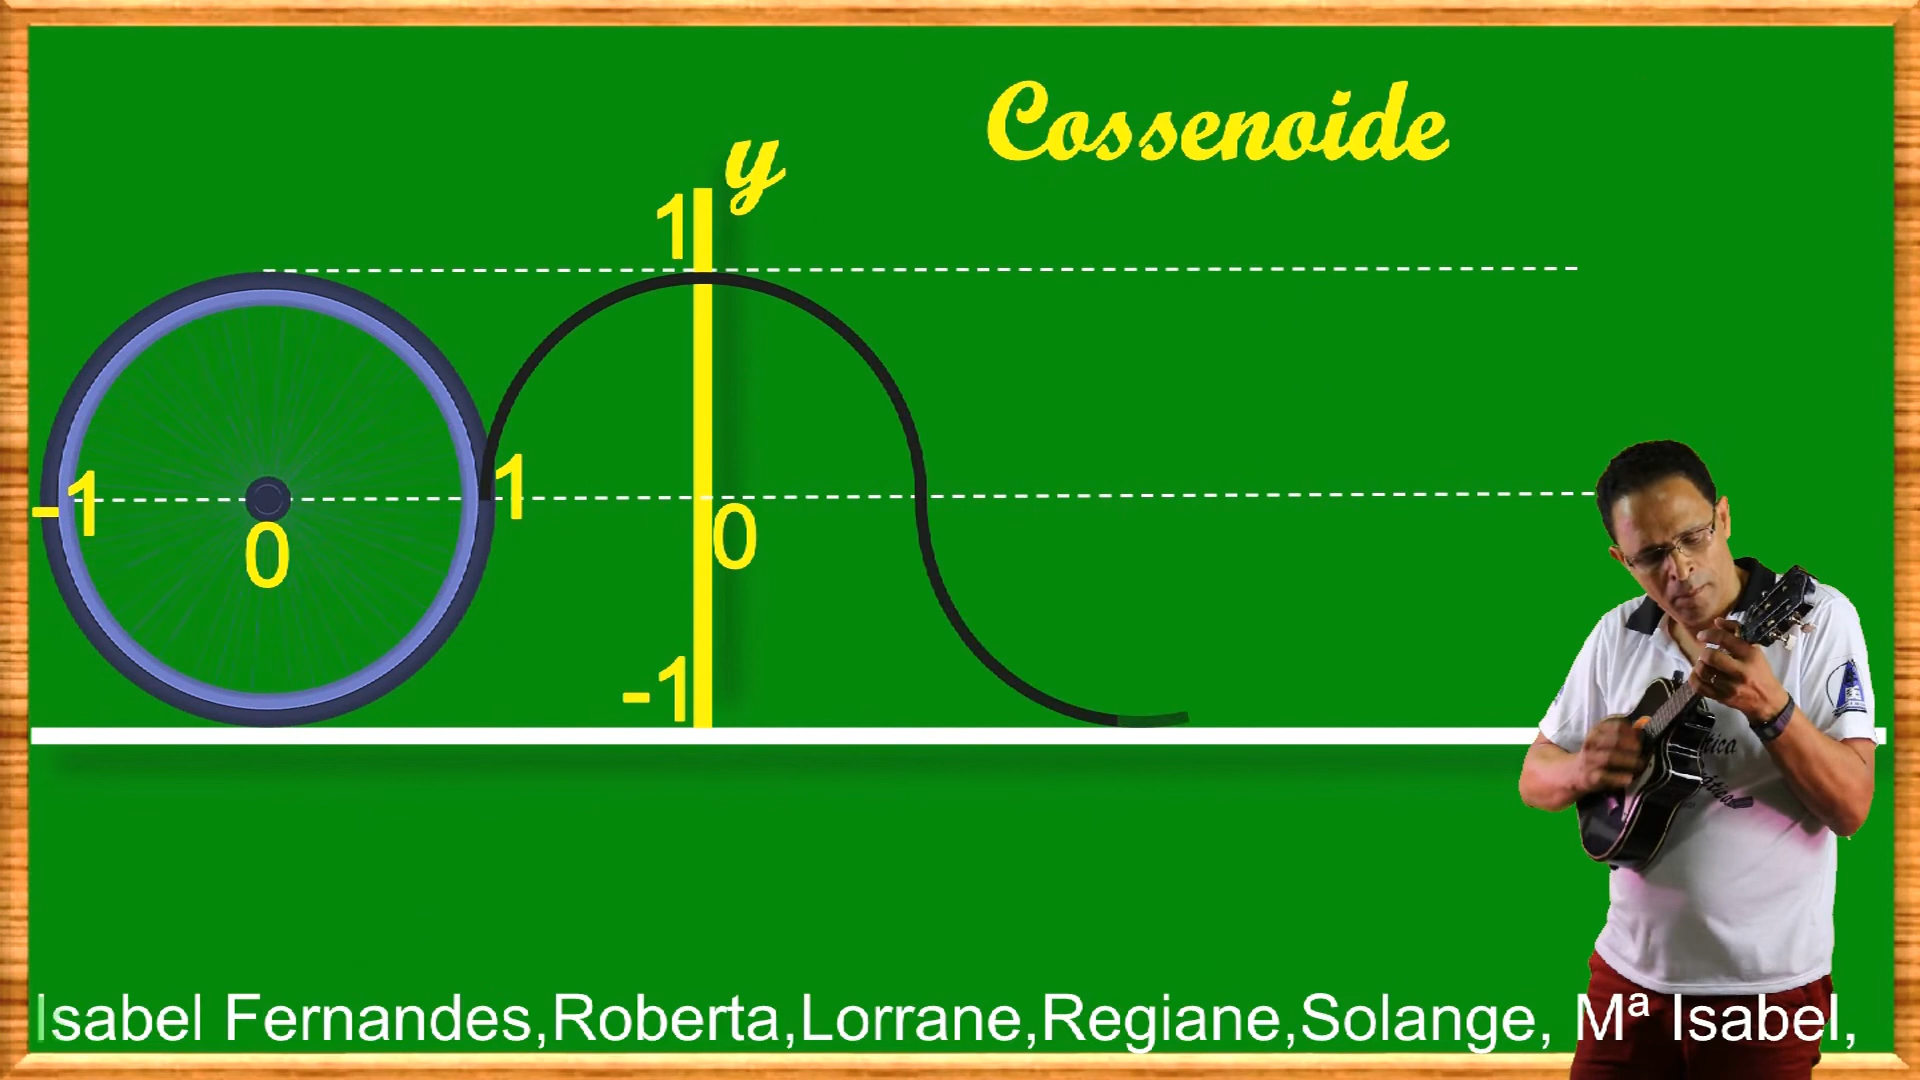 Cossenoide
y
1
-1
1
0
0
-1
Isabel Fernandes,Roberta,Lorrane,Regiane,Solange, Mª Isabel,